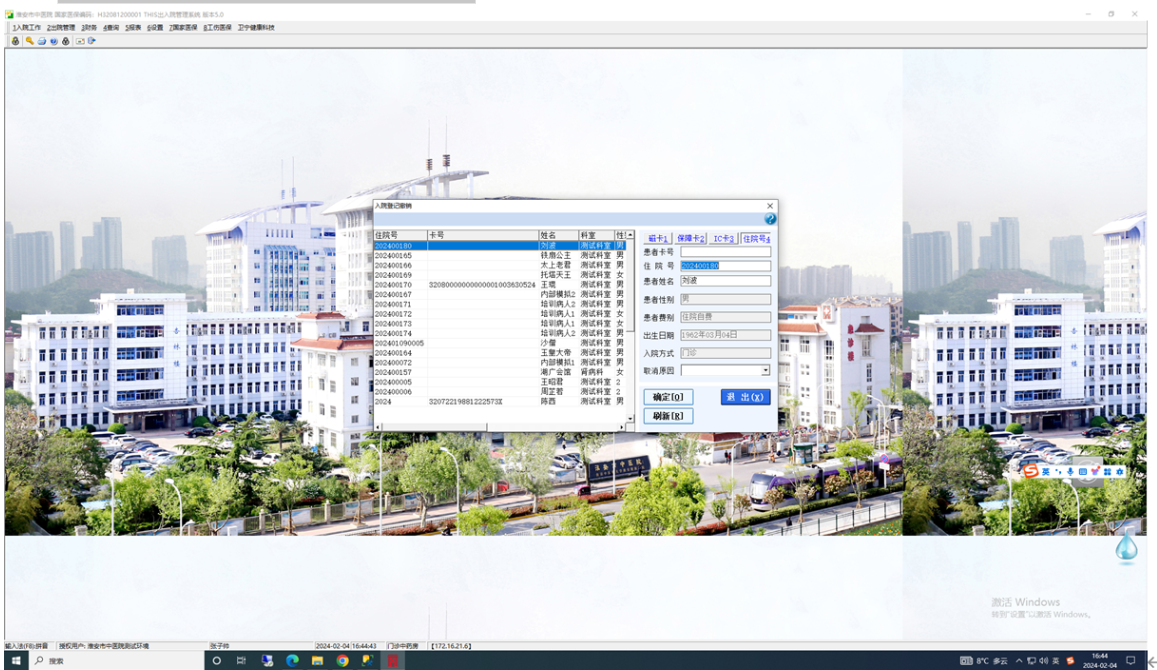 淮安市中医院 国家医保编码: H32081200001 THIS出入院管理系统 版本5.0
1入院工作 2出院管理 3财务 4查询 5报表 6设置 7国家医保 8工伤医保 卫宁健康科技
入院登记撤销
住院号 卡号 姓名 科室 性
202400180 刘波 测试科室 男
202400165 铁扇公主 测试科室 男
202400166 太上老君 测试科室 男
202400169 托塔天王 测试科室 女
202400170 王璐 测试科室 男
202400167 内部模拟2 测试科室 男
202400171 培训病人2 测试科室 男
202400172 培训病人1 测试科室 女
202400173 培训病人1 测试科室 女
202400174 培训病人2 测试科室 男
202401090005 沙僧 测试科室 男
202400164 玉皇大帝 测试科室 男
202400072 内部模拟1 测试科室 男
202400157 湖广会馆 肾病科 女
202400005 王昭君 测试科室 2
202400006 周芷若 测试科室 2
2024 32072219881222573X 陈西 测试科室 男
磁卡1 保障卡2 IC卡3 住院号4
患者卡号
住 院 号 202400180
患者姓名 刘波
患者性别 男
患者费别 住院自费
出生日期 1962年03月04日
入院方式 门诊
取消原因
确定[O] 退 出(X)
刷新[R]
急诊楼
淮安市中医院
英
激活 Windows
转到"设置"以激活 Windows。
输入法(F8):拼音 授权用户: 淮安市中医院测试环境 张子帅 2024-02-04 16:44:43 门诊中药房 【172.16.21.6】
搜索
8°C 多云 英
16:44
2024-02-04